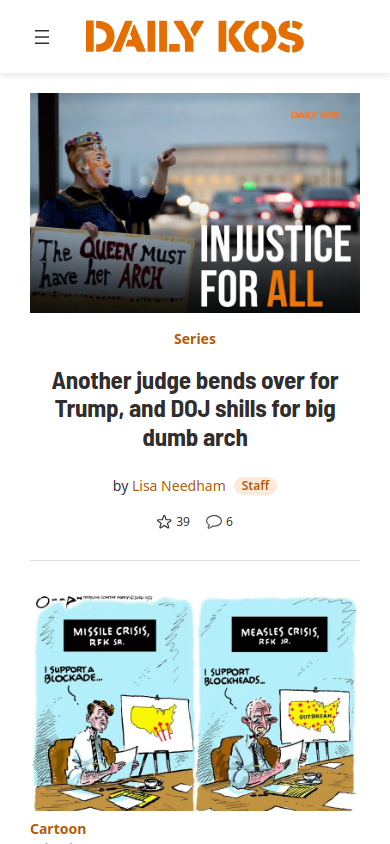 DAILY KOS
DAILY KOS
The QUEEN MUST
have her ARCH
INJUSTICE
FOR ALL
Series
Another judge bends over for
Trump, and DOJ shills for big
dumb arch
by Lisa Needham Staff
39 6
MISSILE CRISIS,
RFK SR.
I SUPPORT A
BLOCKADE...
MEASLES CRISIS,
RFK JR.
I SUPPORT
BLOCKHEADS...
OUTBREAK
Cartoon